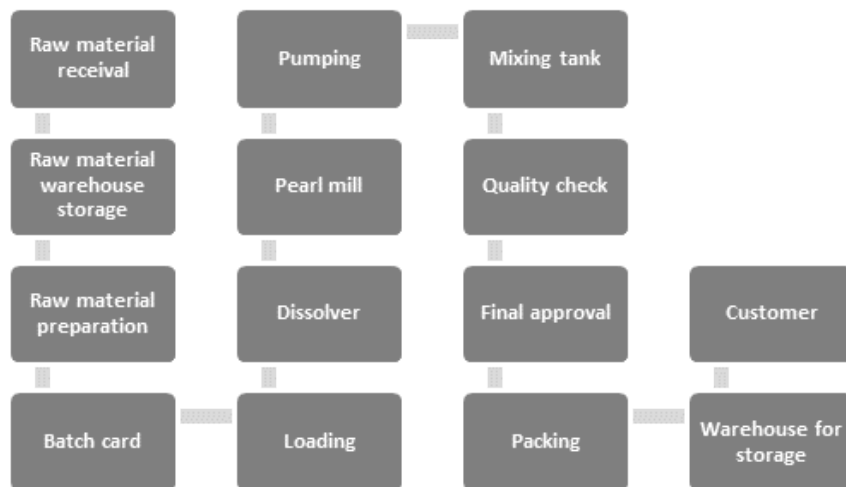 Raw material
receival
Raw material
warehouse
storage
Raw material
preparation
Batch card
Loading
Dissolver
Pearl mill
Pumping
Mixing tank
Quality check
Final approval
Packing
Warehouse for
storage
Customer